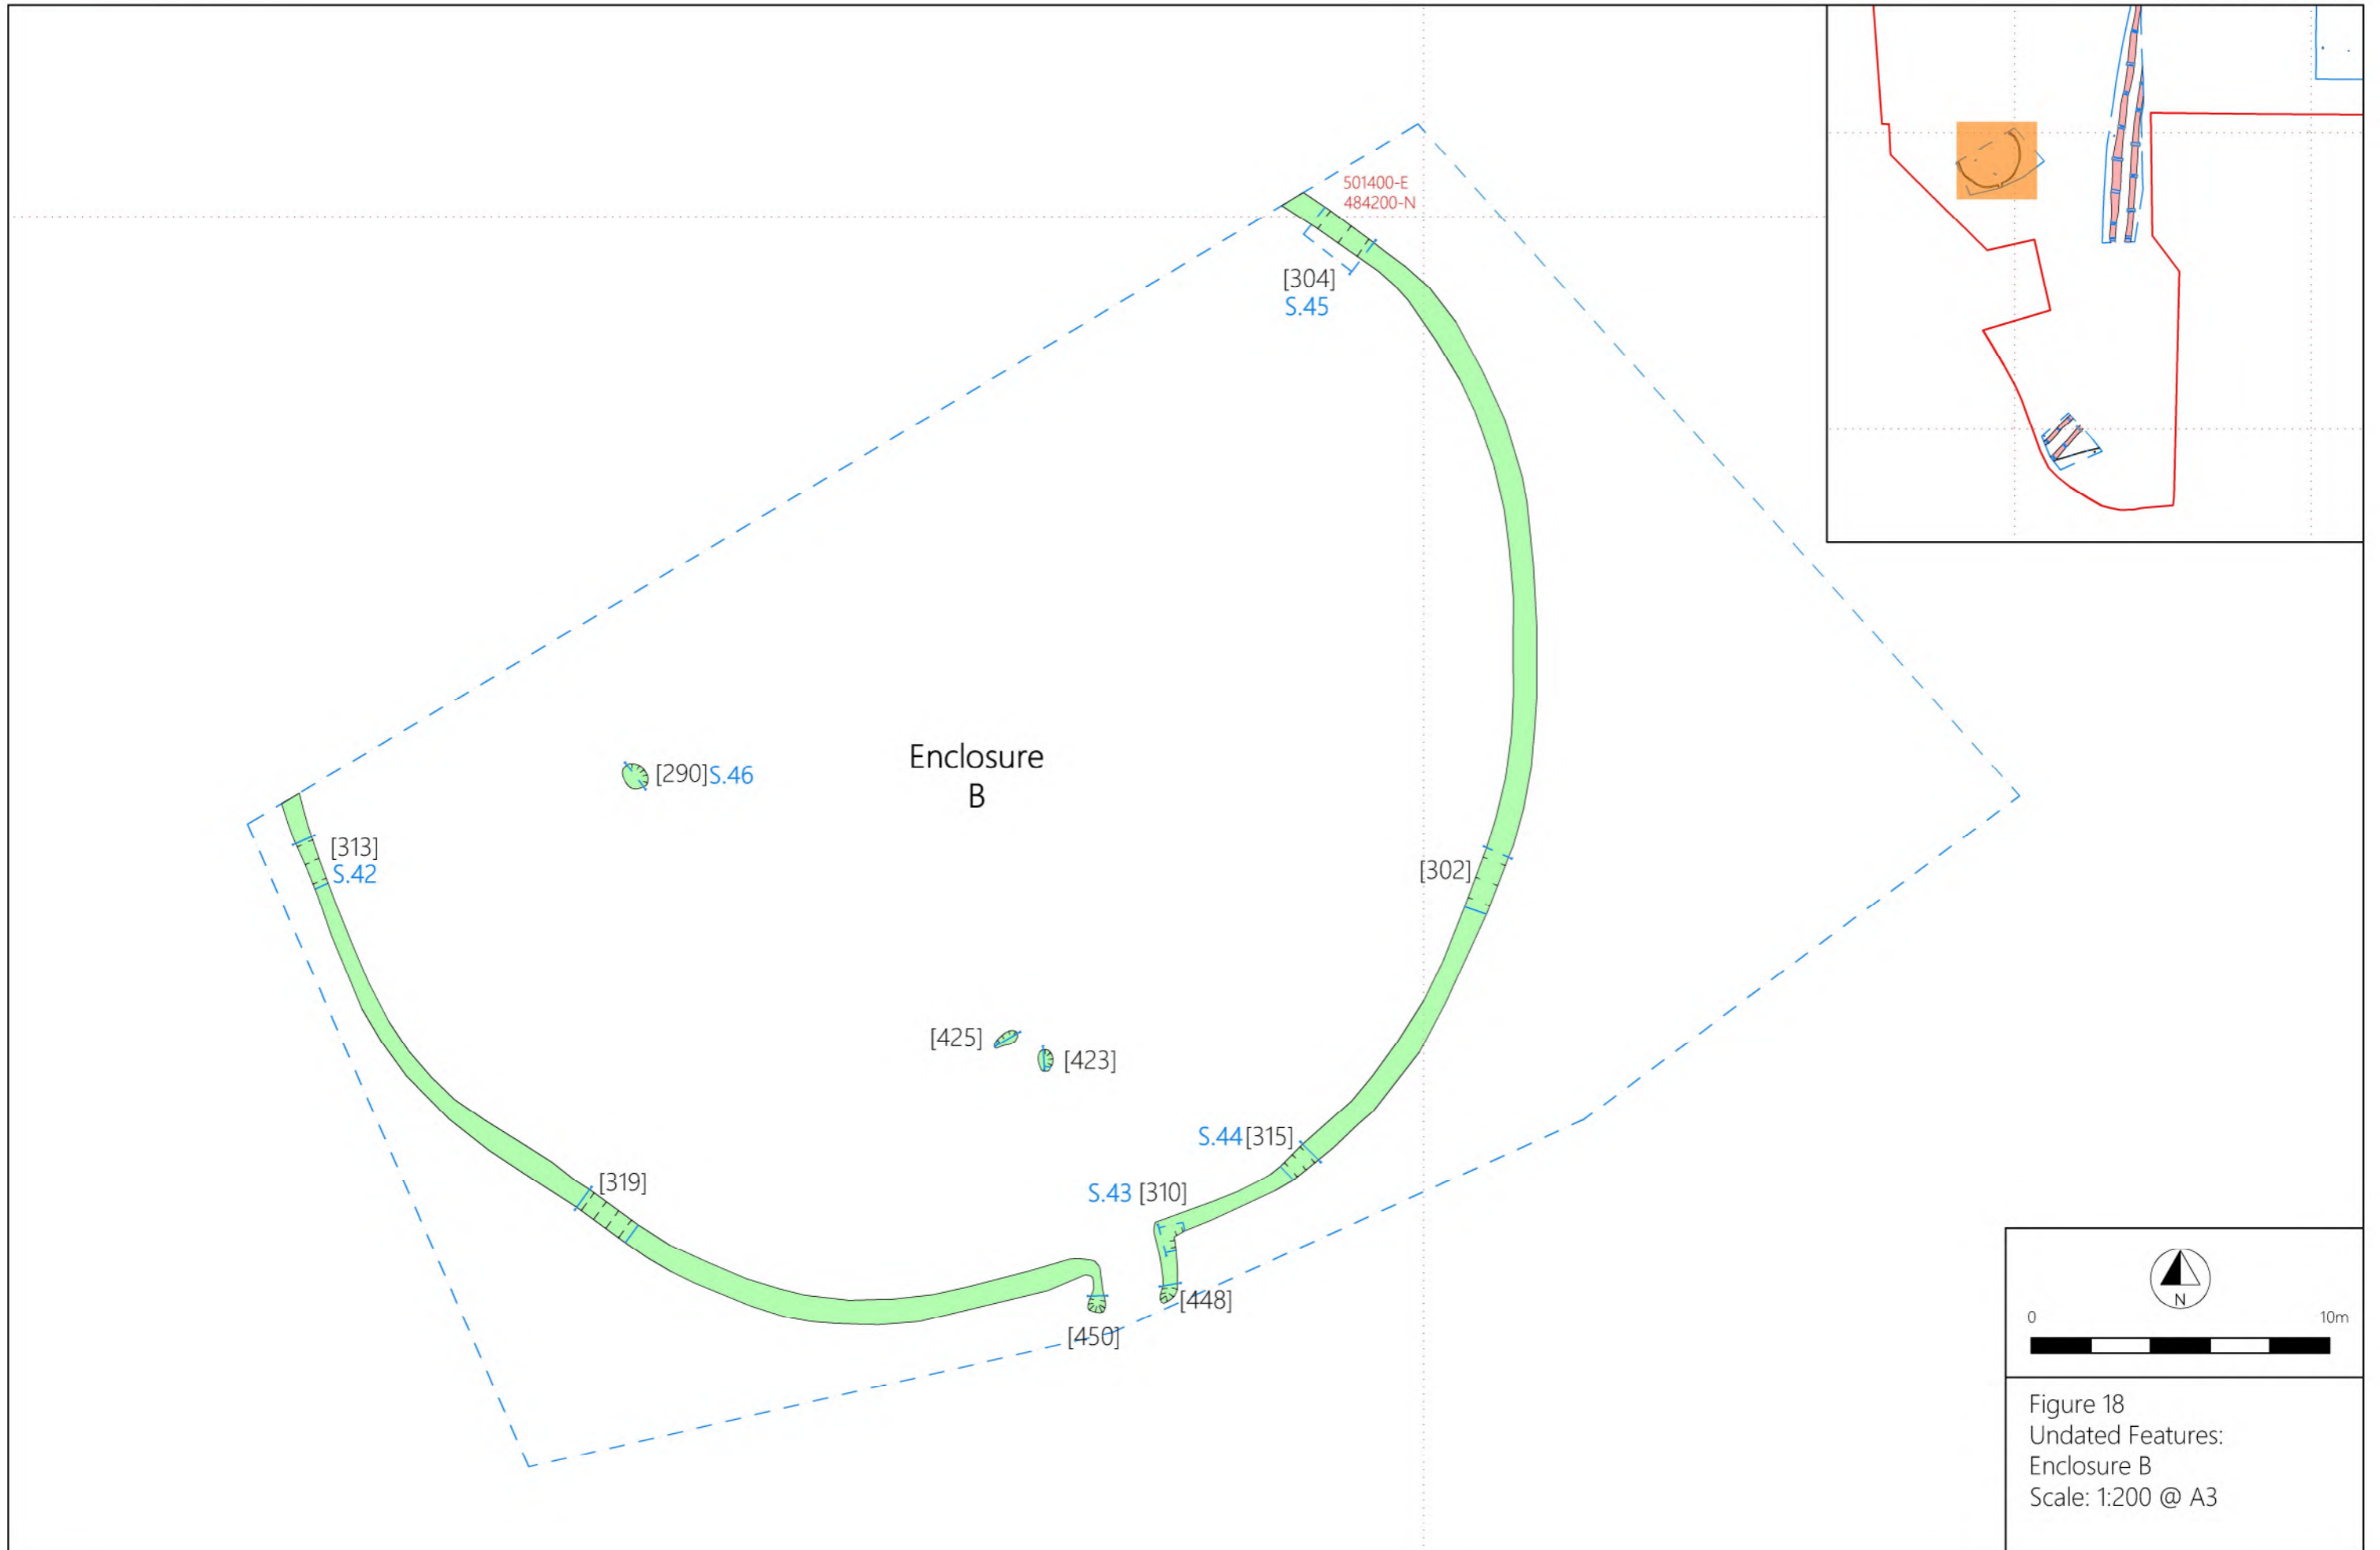 501400-E
484200-N
[304]
S.45
Enclosure
B
[290]S.46
[313]
S.42
[302]
[425]
[423]
S.44[315]
[319]
S.43 [310]
[448]
[450]
N
0 10m
Figure 18
Undated Features:
Enclosure B
Scale: 1:200 @ A3